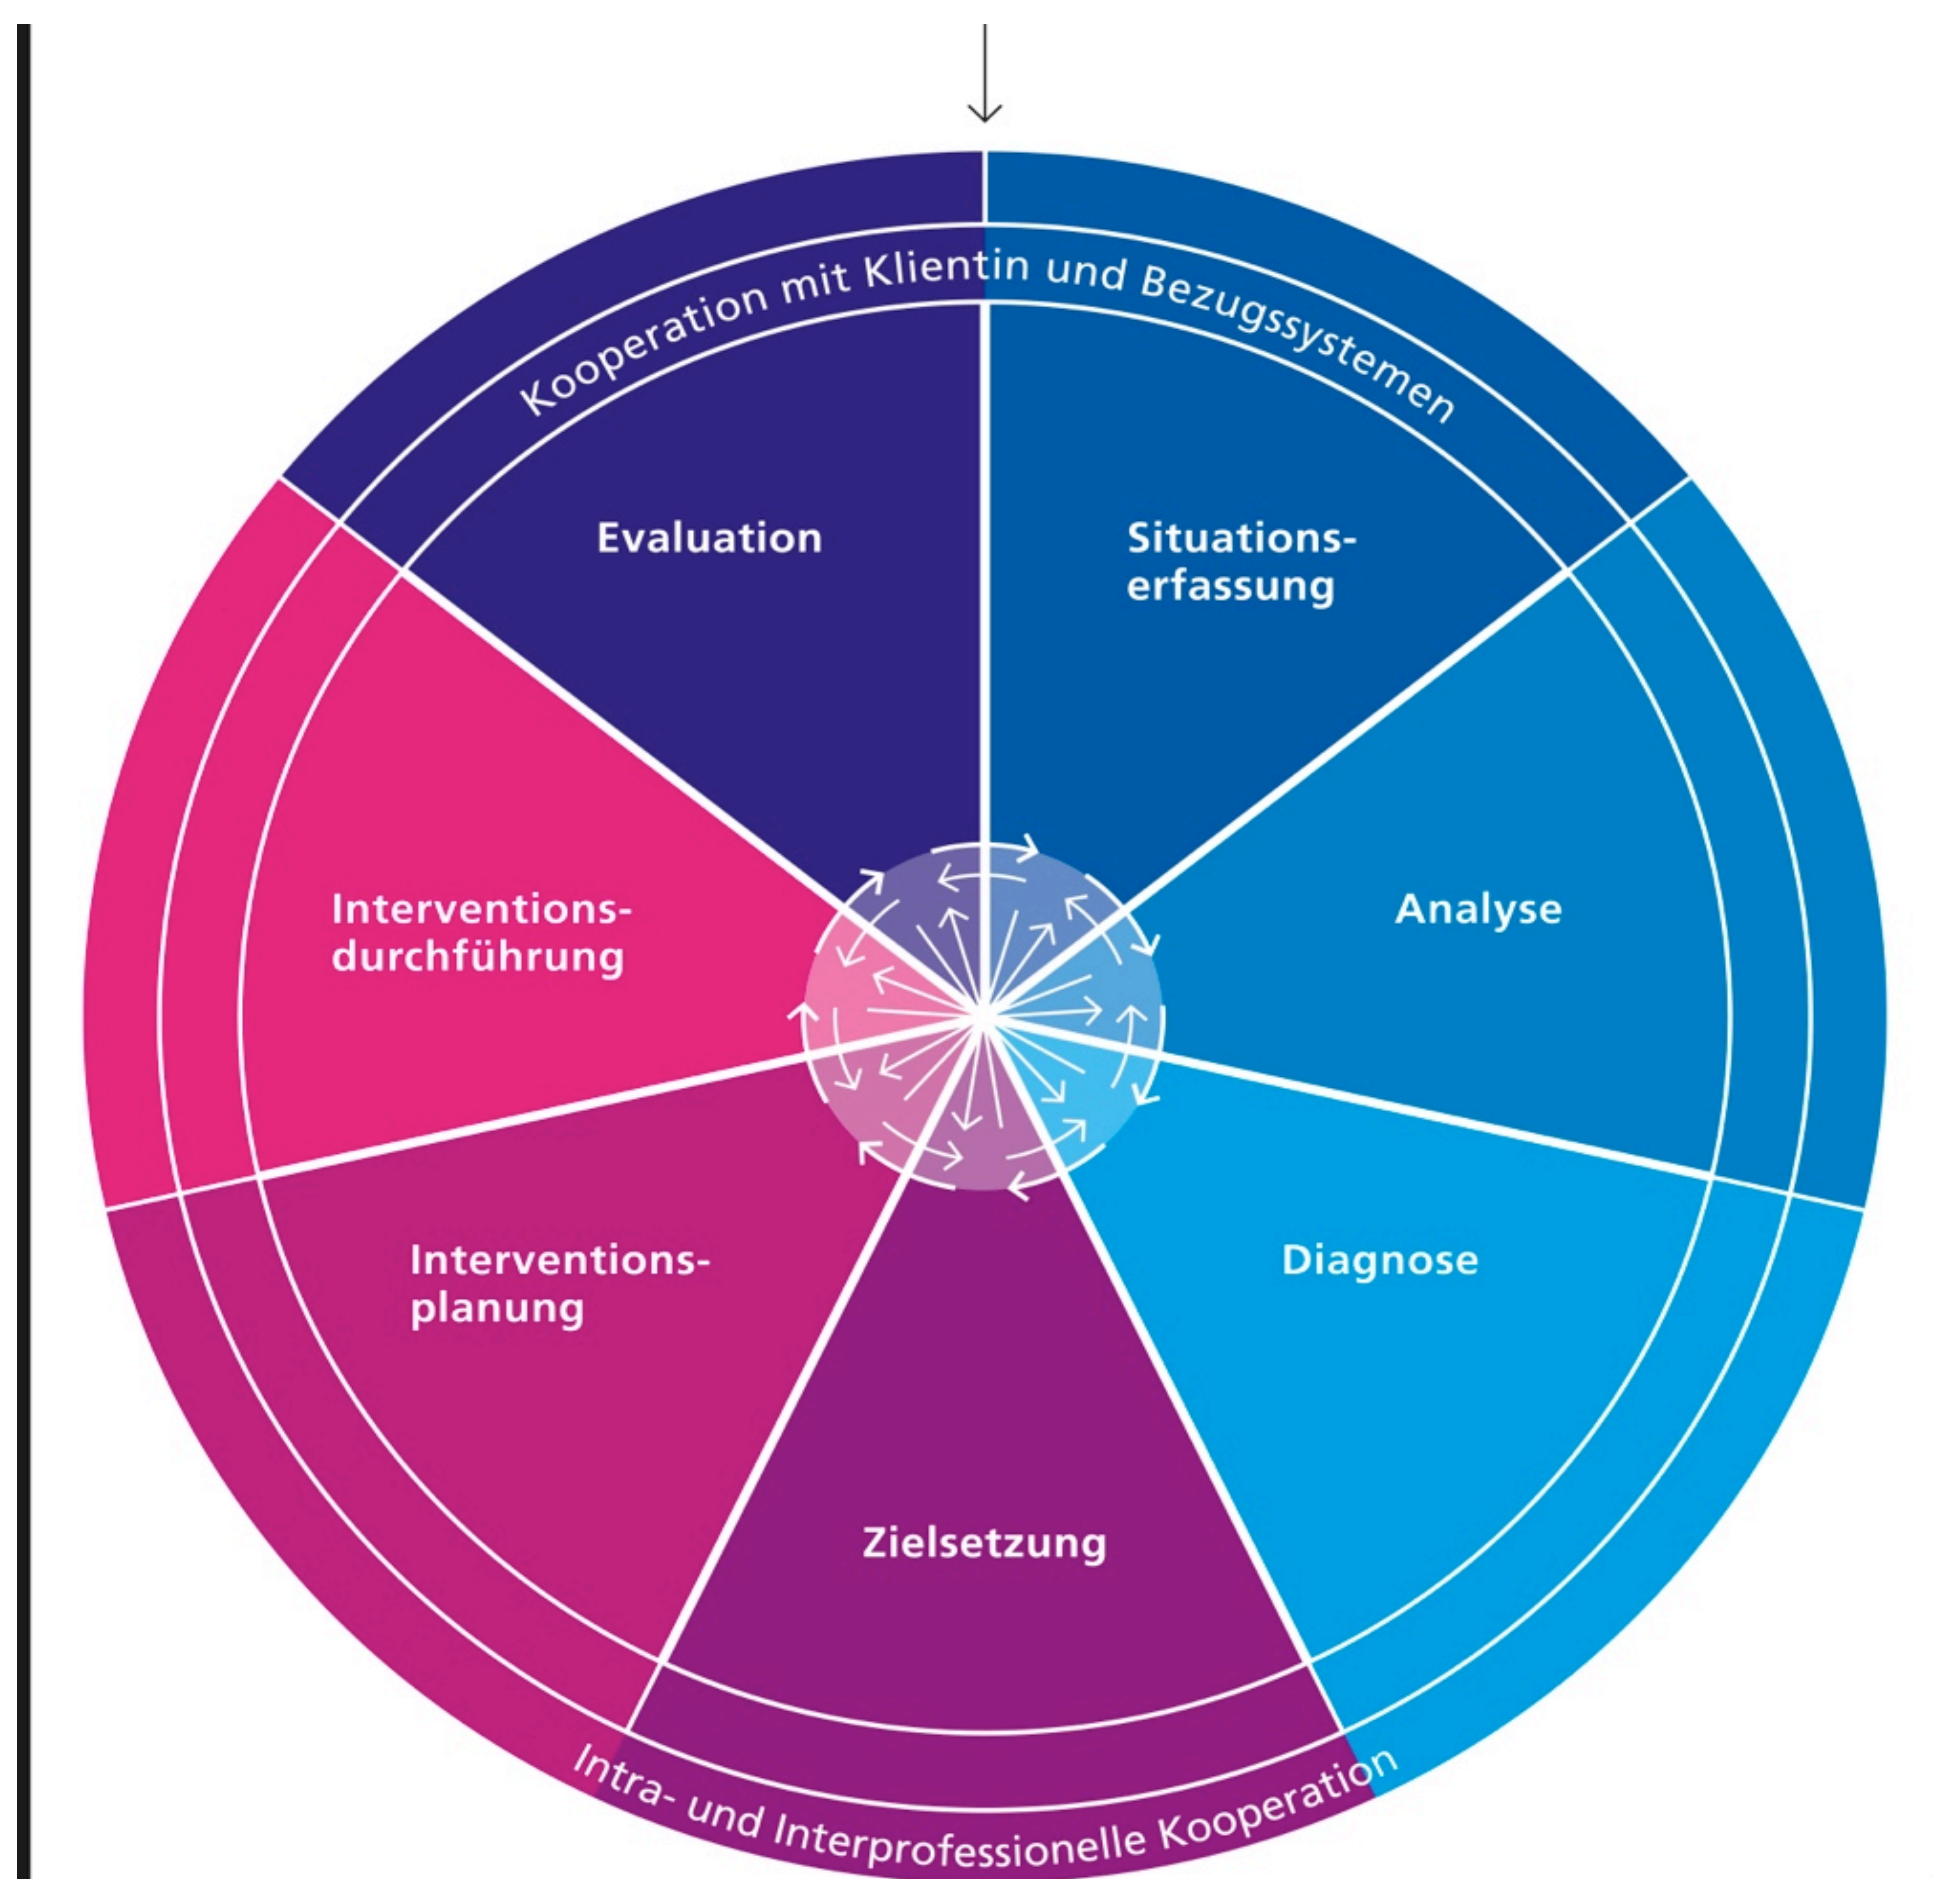 Kooperation mit Klientin und Bezugssystemen
Evaluation
Situations-
erfassung
Interventions-
durchführung
Analyse
Interventions-
planung
Diagnose
Zielsetzung
Intra- und Interprofessionelle Kooperation